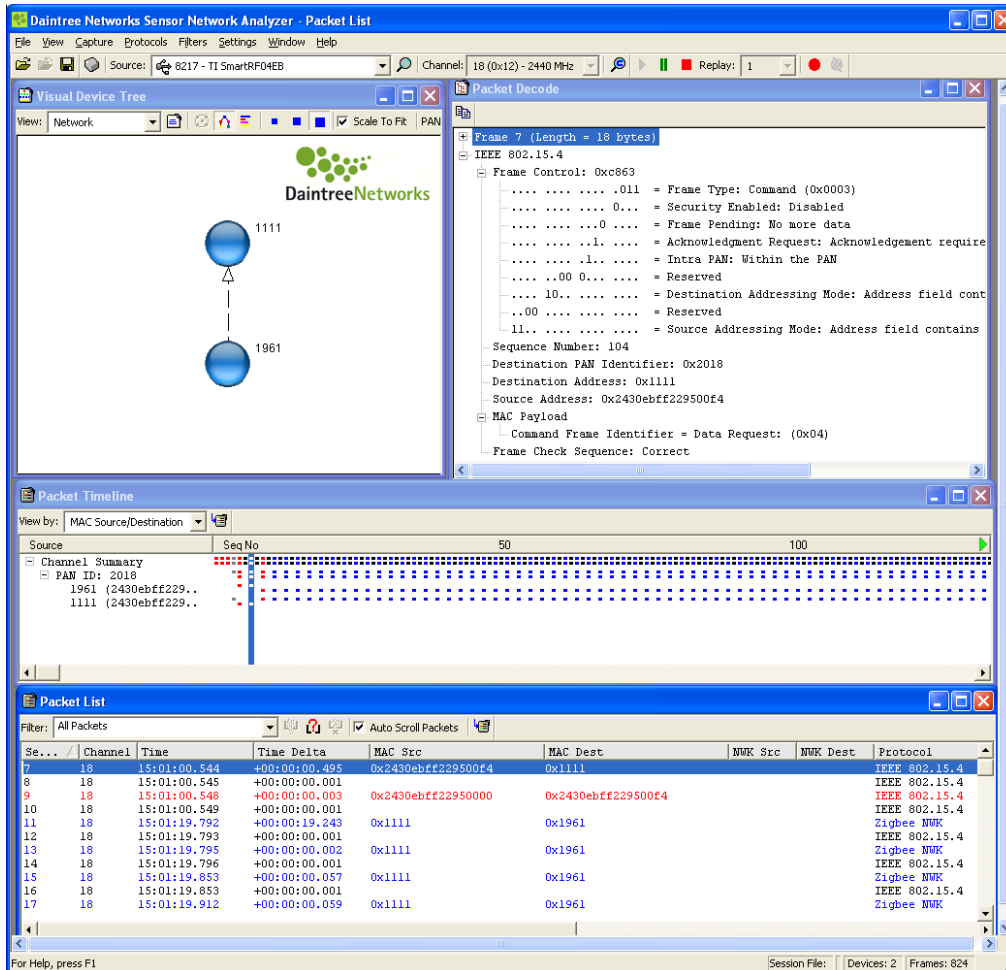 Daintree Networks Sensor Network Analyzer - Packet List
File View Capture Protocols Filters Settings Window Help
Source: 8217 - TI SmartRF04EB Channel: 18 (0x12) - 2440 MHz Replay: 1
Visual Device Tree
View: Network Scale To Fit PAN
DaintreeNetworks
1111
1961
Packet Decode
Frame 7 (Length = 18 bytes)
IEEE 802.15.4
Frame Control: 0xc863
.... .... .... .011 = Frame Type: Command (0x0003)
.... .... .... 0... = Security Enabled: Disabled
.... .... ...0 .... = Frame Pending: No more data
.... .... ..1. .... = Acknowledgment Request: Acknowledgement require
.... .... .1.. .... = Intra PAN: Within the PAN
.... ..00 0... .... = Reserved
.... 10.. .... .... = Destination Addressing Mode: Address field cont
..00 .... .... .... = Reserved
11.. .... .... .... = Source Addressing Mode: Address field contains
Sequence Number: 104
Destination PAN Identifier: 0x2018
Destination Address: 0x1111
Source Address: 0x2430ebff229500f4
MAC Payload
Command Frame Identifier = Data Request: (0x04)
Frame Check Sequence: Correct
Packet Timeline
View by: MAC Source/Destination
Source Seq No 50 100
Channel Summary
PAN ID: 2018
1961 (2430ebff229..
1111 (2430ebff229..
Packet List
Filter: All Packets Auto Scroll Packets
Se... / Channel Time Time Delta MAC Src MAC Dest NWK Src NWK Dest Protocol
7 18 15:01:00.544 +00:00:00.495 0x2430ebff229500f4 0x1111 IEEE 802.15.4
8 18 15:01:00.545 +00:00:00.001 IEEE 802.15.4
9 18 15:01:00.548 +00:00:00.003 0x2430ebff22950000 0x2430ebff229500f4 IEEE 802.15.4
10 18 15:01:00.549 +00:00:00.001 IEEE 802.15.4
11 18 15:01:19.792 +00:00:19.243 0x1111 0x1961 Zigbee NWK
12 18 15:01:19.793 +00:00:00.001 IEEE 802.15.4
13 18 15:01:19.795 +00:00:00.002 0x1111 0x1961 Zigbee NWK
14 18 15:01:19.796 +00:00:00.001 IEEE 802.15.4
15 18 15:01:19.853 +00:00:00.057 0x1111 0x1961 Zigbee NWK
16 18 15:01:19.853 +00:00:00.001 IEEE 802.15.4
17 18 15:01:19.912 +00:00:00.059 0x1111 0x1961 Zigbee NWK
For Help, press F1 Session File: Devices: 2 Frames: 824